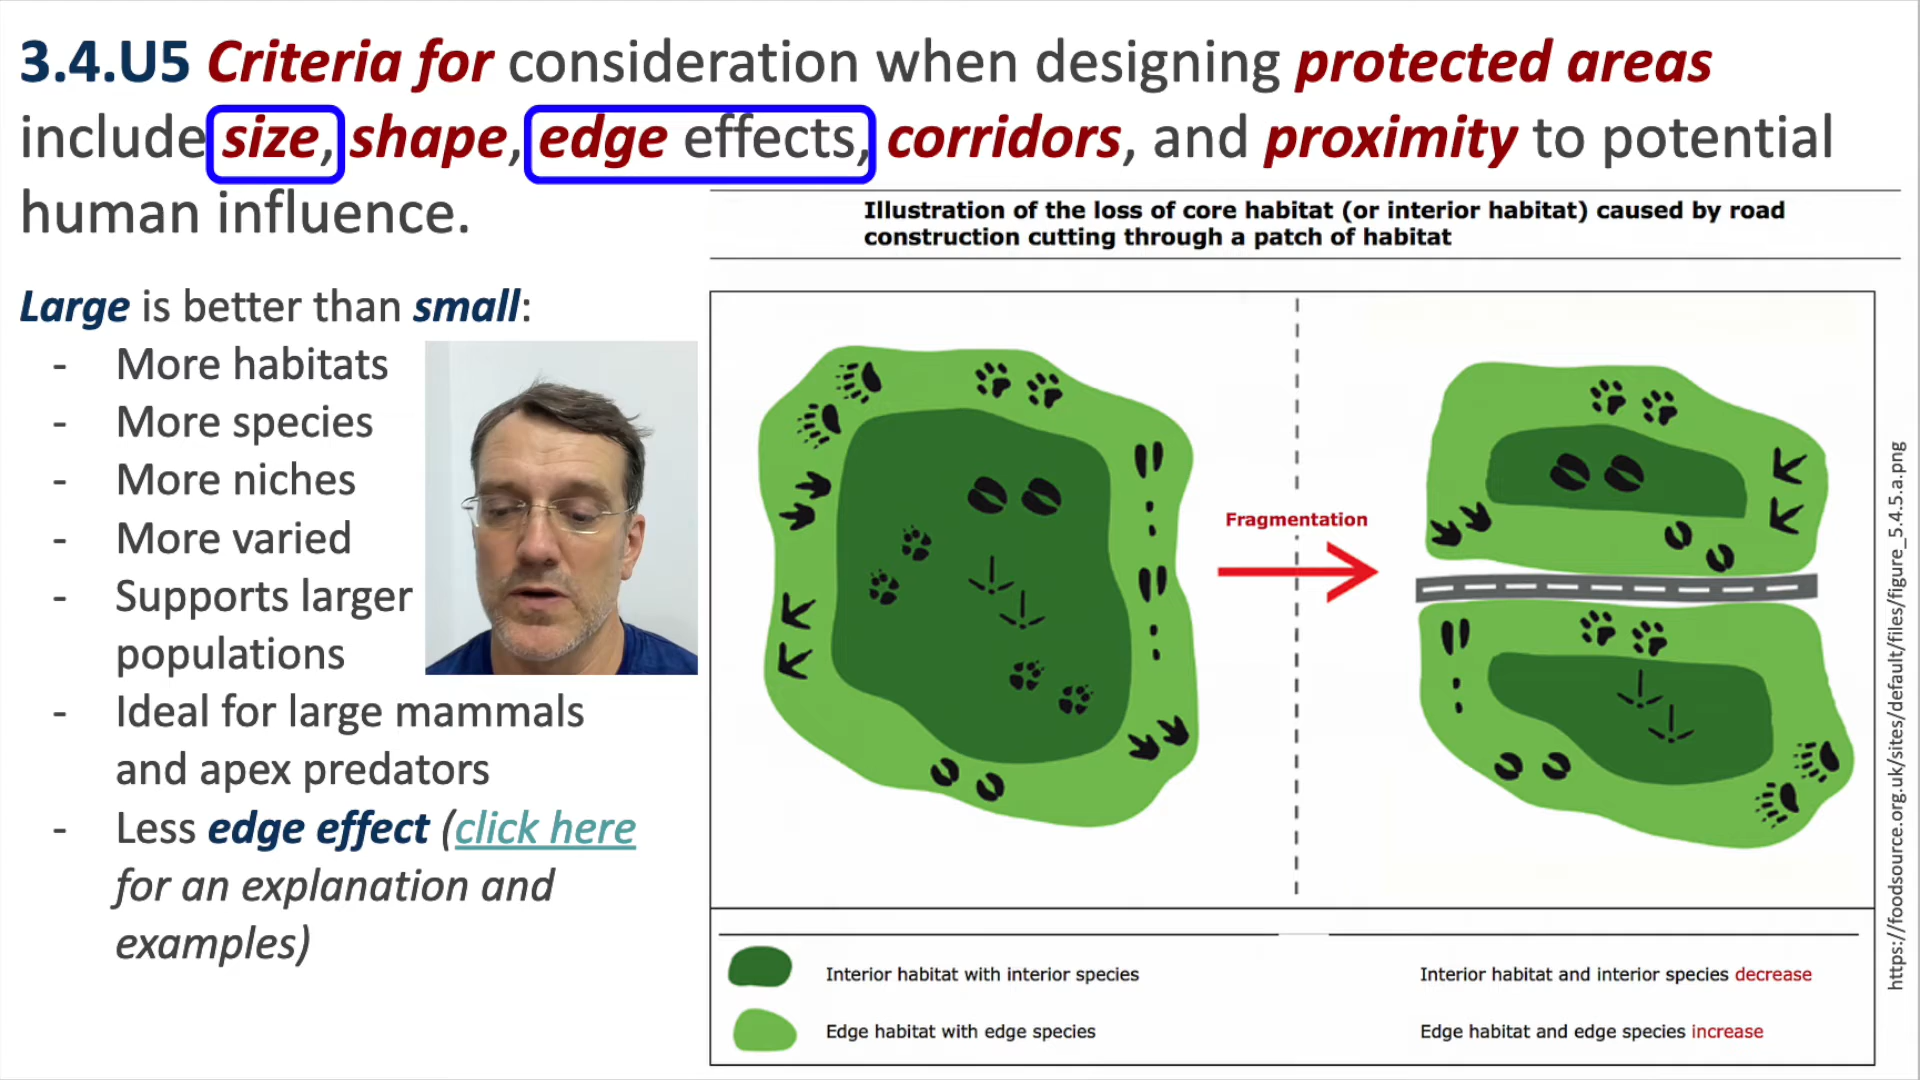 3.4.U5 Criteria for consideration when designing protected areas
include size, shape, edge effects, corridors, and proximity to potential
human influence.
Large is better than small:
- More habitats
- More species
- More niches
- More varied
- Supports larger
populations
- Ideal for large mammals
and apex predators
- Less edge effect (click here
for an explanation and
examples)
Illustration of the loss of core habitat (or interior habitat) caused by road
construction cutting through a patch of habitat
Fragmentation
Interior habitat with interior species
Interior habitat and interior species decrease
Edge habitat with edge species
Edge habitat and edge species increase
https://foodsource.org.uk/sites/default/files/figure_5.4.5.a.png